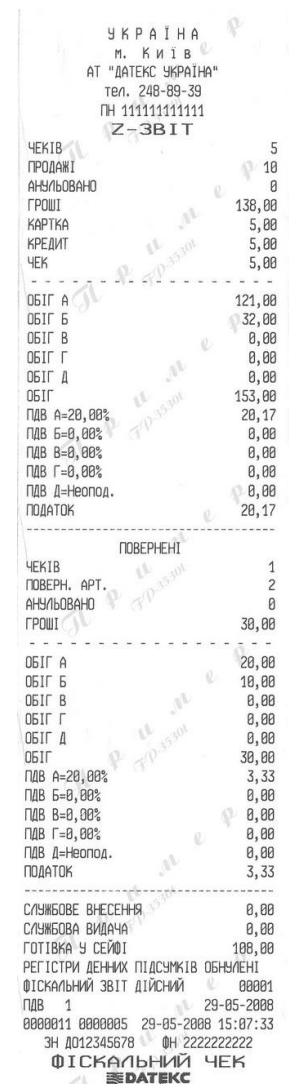 УКРАЇНА
м. Київ
АТ "ДАТЕКС УКРАЇНА"
тел. 248-89-39
ПН 111111111111
Z-ЗВІТ
ЧЕКІВ 5
ПРОДАЖІ 10
АНУЛЬОВАНО 0
ГРОШІ 138,00
КАРТКА 5,00
КРЕДИТ 5,00
ЧЕК 5,00
ОБІГ А 121,00
ОБІГ Б 32,00
ОБІГ В 0,00
ОБІГ Г 0,00
ОБІГ Д 0,00
ОБІГ 153,00
ПДВ А=20,00% 20,17
ПДВ Б=0,00% 0,00
ПДВ В=0,00% 0,00
ПДВ Г=0,00% 0,00
ПДВ Д=Неопод. 0,00
ПОДАТОК 20,17
ПОВЕРНЕНІ
ЧЕКІВ 1
ПОВЕРН. АРТ. 2
АНУЛЬОВАНО 0
ГРОШІ 30,00
ОБІГ А 20,00
ОБІГ Б 10,00
ОБІГ В 0,00
ОБІГ Г 0,00
ОБІГ Д 0,00
ОБІГ 30,00
ПДВ А=20,00% 3,33
ПДВ Б=0,00% 0,00
ПДВ В=0,00% 0,00
ПДВ Г=0,00% 0,00
ПДВ Д=Неопод. 0,00
ПОДАТОК 3,33
СЛУЖБОВЕ ВНЕСЕННЯ 0,00
СЛУЖБОВА ВИДАЧА 0,00
ГОТІВКА У СЕЙФІ 108,00
РЕГІСТРИ ДЕННИХ ПІДСУМКІВ ОБНУЛЕНІ
ФІСКАЛЬНИЙ ЗВІТ ДІЙСНИЙ 00001
ПДВ 1 29-05-2008
0000011 0000005 29-05-2008 15:07:33
ЗН ДО12345678 ФН 2222222222
ФІСКАЛЬНИЙ ЧЕК
DATEKC
Пример
FP-3530T